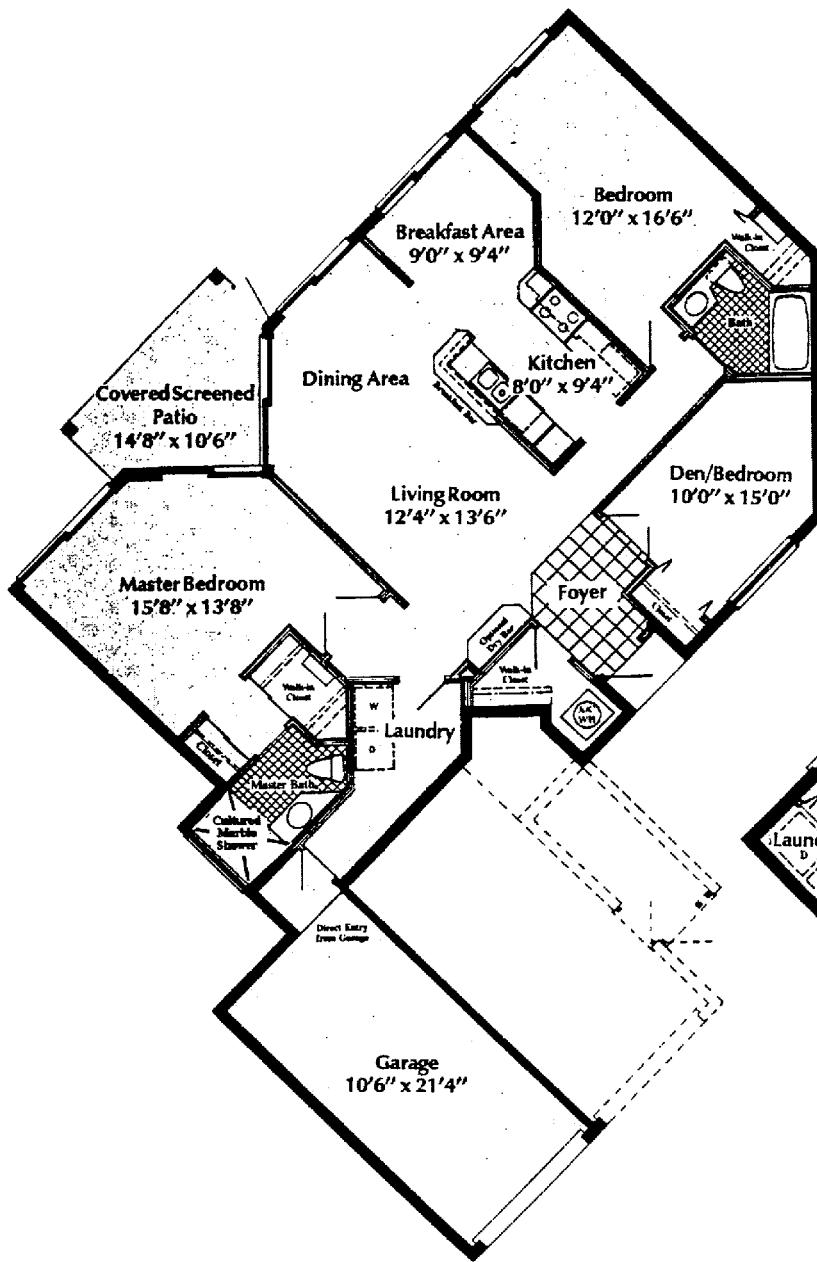 Bedroom
12'0" x 16'6"
Breakfast Area
9'0" x 9'4"
Walk-in
Closet
Bath
Kitchen
8'0" x 9'4"
Dining Area
Breakfast Bar
Covered Screened
Patio
14'8" x 10'6"
Den/Bedroom
10'0" x 15'0"
Living Room
12'4" x 13'6"
Master Bedroom
15'8" x 13'8"
Foyer
Closet
Optional
Dry Bar
Walk-in
Closet
Walk-in
Closet
W
D
Laundry
A/C
WH
Closet
Master Bath
Cultured
Marble
Shower
Laun
D
Direct Entry
from Garage
Garage
10'6" x 21'4"